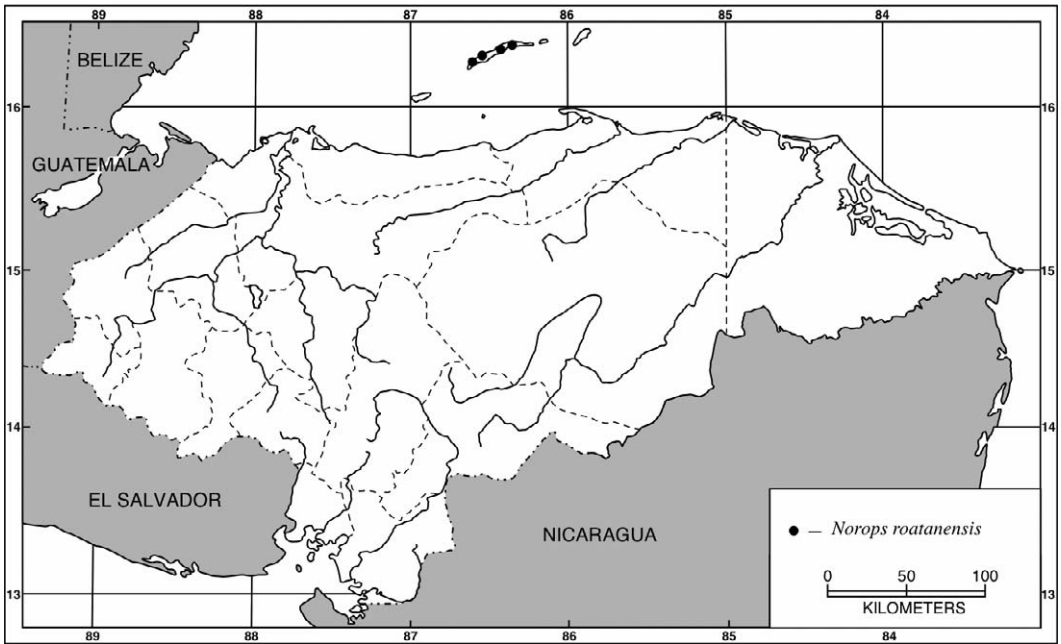 89 88 87 86 84
BELIZE
16 16
GUATEMALA
15 15
14 14
EL SALVADOR
NICARAGUA
● – Norops roatanensis
0 50 100
KILOMETERS
13 13
89 88 87 86 85 84